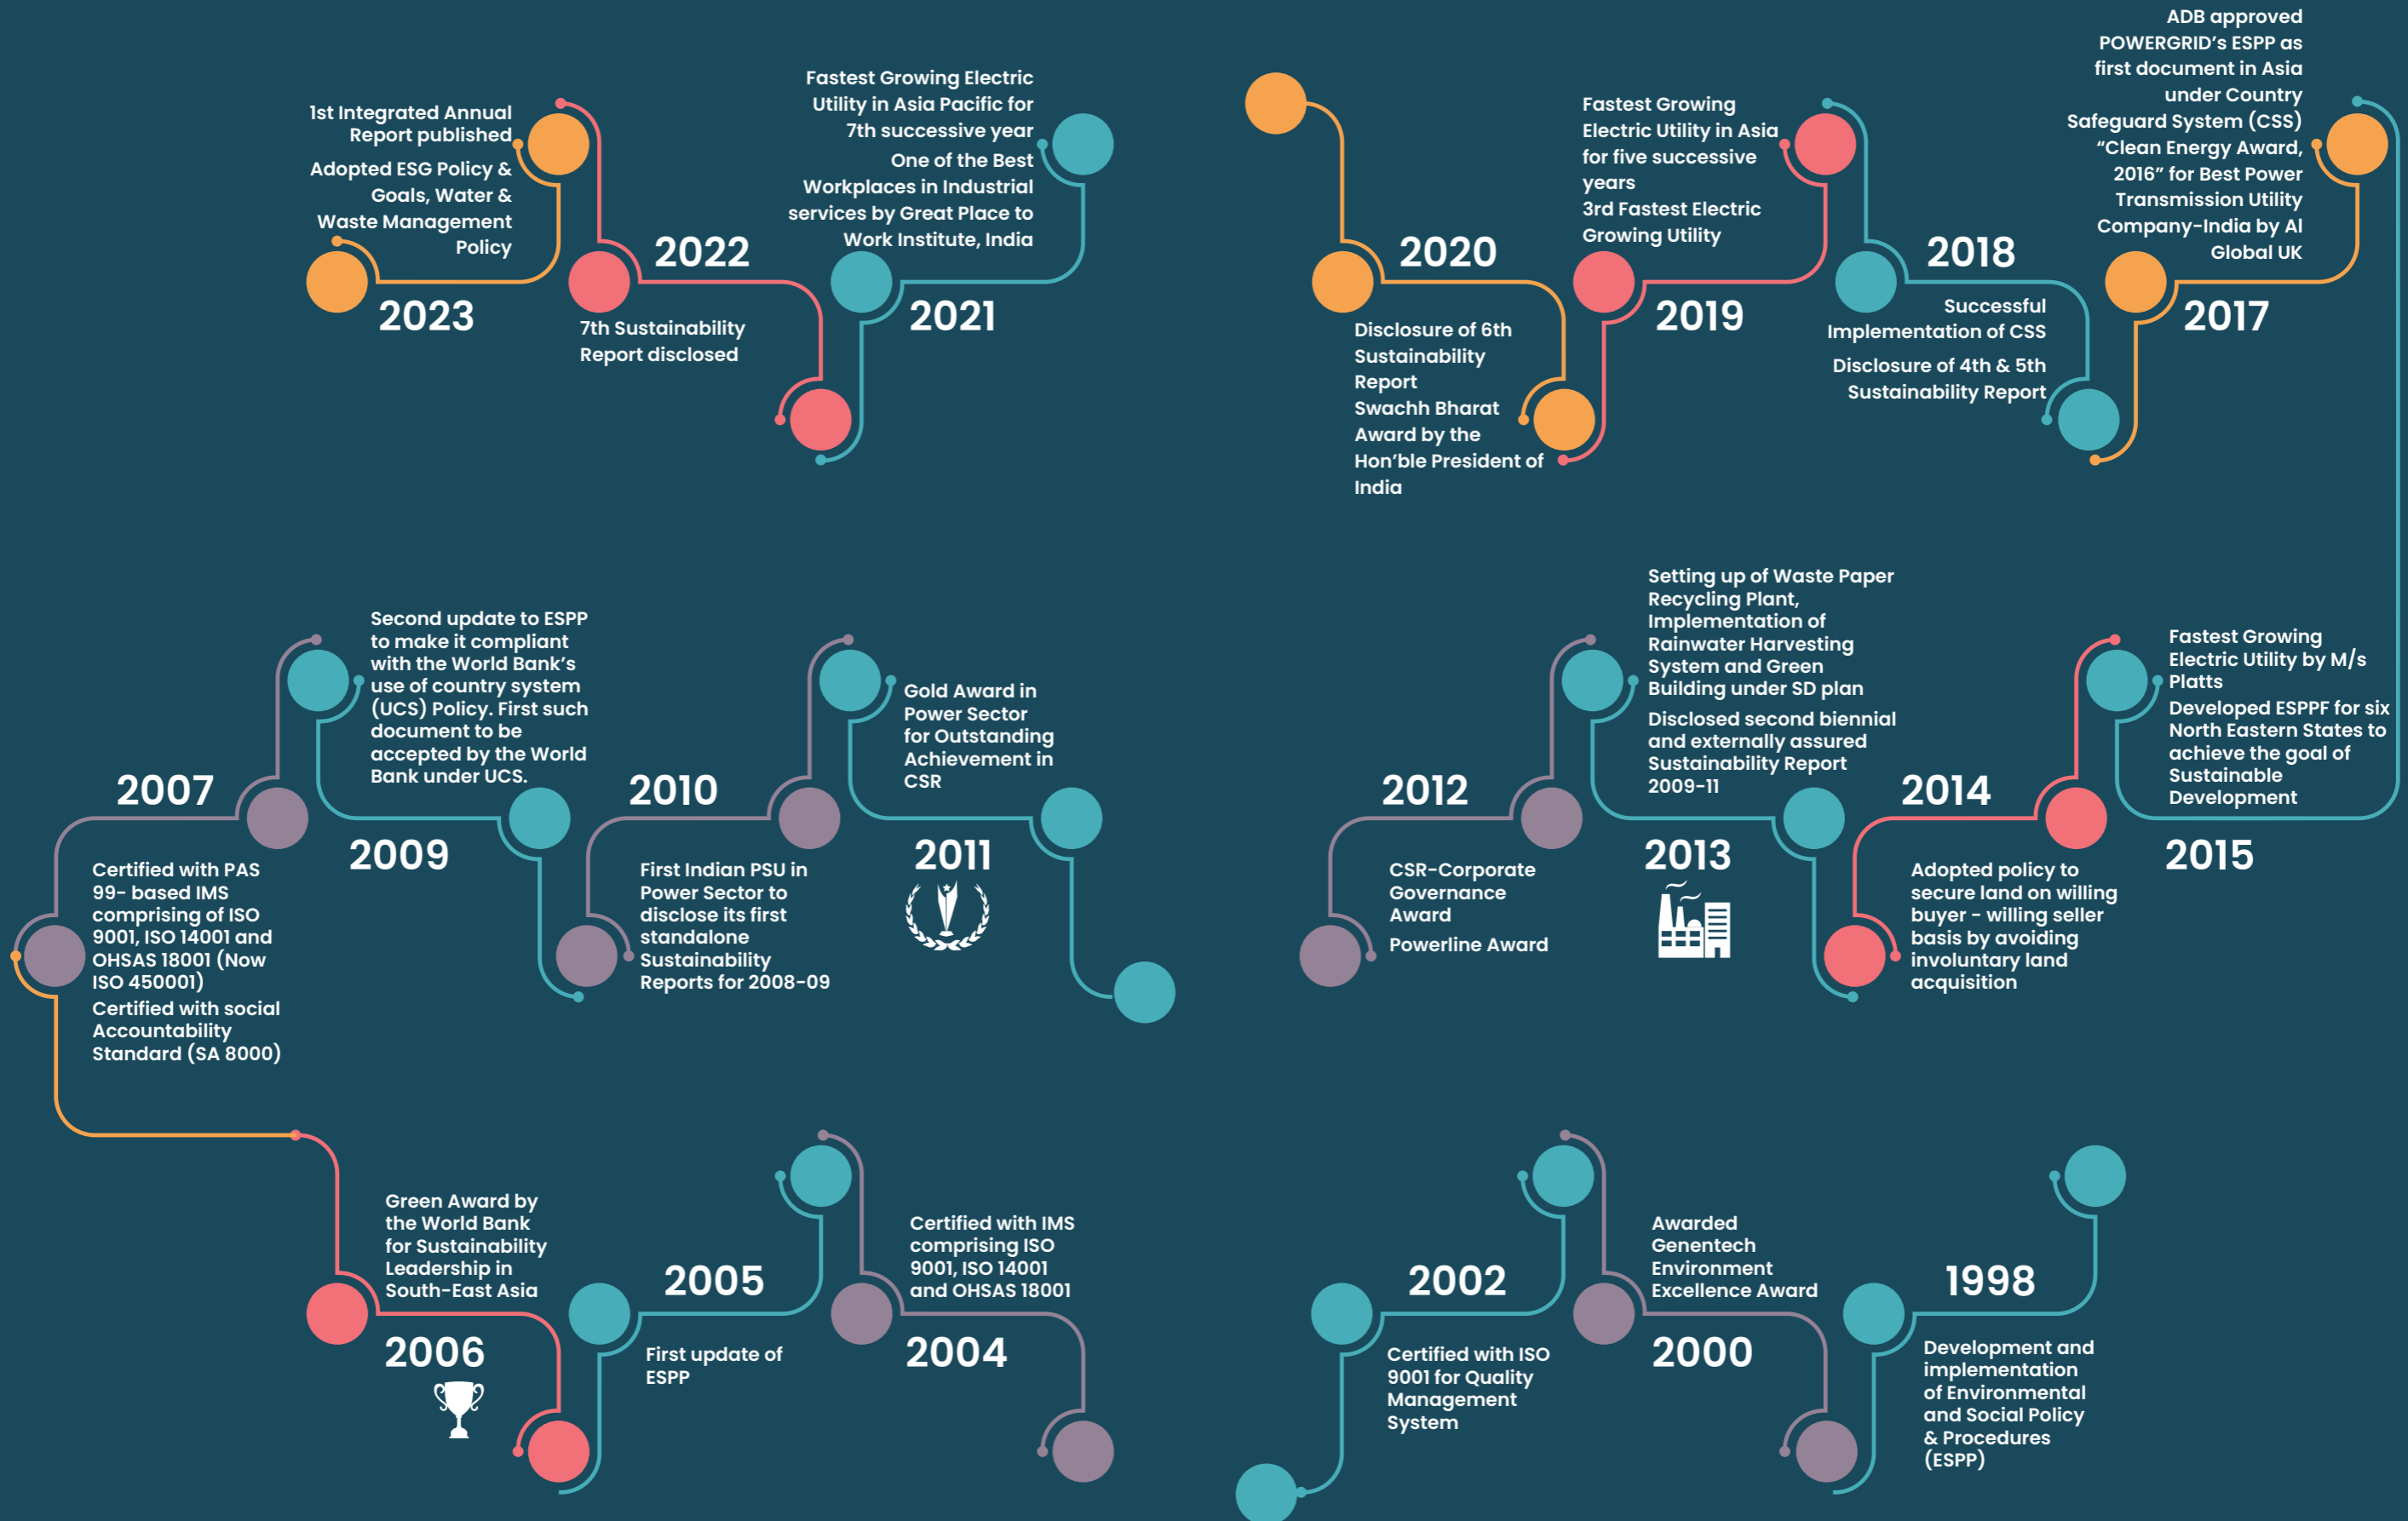 1st Integrated Annual
Report published
Adopted ESG Policy &
Goals, Water &
Waste Management
Policy
2023
2022
7th Sustainability
Report disclosed
Fastest Growing Electric
Utility in Asia Pacific for
7th successive year
One of the Best
Workplaces in Industrial
services by Great Place to
Work Institute, India
2021
2020
Disclosure of 6th
Sustainability
Report
Swachh Bharat
Award by the
Hon’ble President of
India
Fastest Growing
Electric Utility in Asia
for five successive
years
3rd Fastest Electric
Growing Utility
2019
2018
Successful
Implementation of CSS
Disclosure of 4th & 5th
Sustainability Report
ADB approved
POWERGRID’s ESPP as
first document in Asia
under Country
Safeguard System (CSS)
“Clean Energy Award,
2016” for Best Power
Transmission Utility
Company-India by AI
Global UK
2017
2007
Certified with PAS
99- based IMS
comprising of ISO
9001, ISO 14001 and
OHSAS 18001 (Now
ISO 450001)
Certified with social
Accountability
Standard (SA 8000)
Second update to ESPP
to make it compliant
with the World Bank’s
use of country system
(UCS) Policy. First such
document to be
accepted by the World
Bank under UCS.
2009
2010
First Indian PSU in
Power Sector to
disclose its first
standalone
Sustainability
Reports for 2008-09
Gold Award in
Power Sector
for Outstanding
Achievement in
CSR
2011
2012
CSR-Corporate
Governance
Award
Powerline Award
Setting up of Waste Paper
Recycling Plant,
Implementation of
Rainwater Harvesting
System and Green
Building under SD plan
Disclosed second biennial
and externally assured
Sustainability Report
2009-11
2013
2014
Adopted policy to
secure land on willing
buyer - willing seller
basis by avoiding
involuntary land
acquisition
Fastest Growing
Electric Utility by M/s
Platts
Developed ESPPF for six
North Eastern States to
achieve the goal of
Sustainable
Development
2015
Green Award by
the World Bank
for Sustainability
Leadership in
South-East Asia
2006
2005
First update of
ESPP
Certified with IMS
comprising ISO
9001, ISO 14001
and OHSAS 18001
2004
2002
Certified with ISO
9001 for Quality
Management
System
Awarded
Genentech
Environment
Excellence Award
2000
1998
Development and
implementation
of Environmental
and Social Policy
& Procedures
(ESPP)